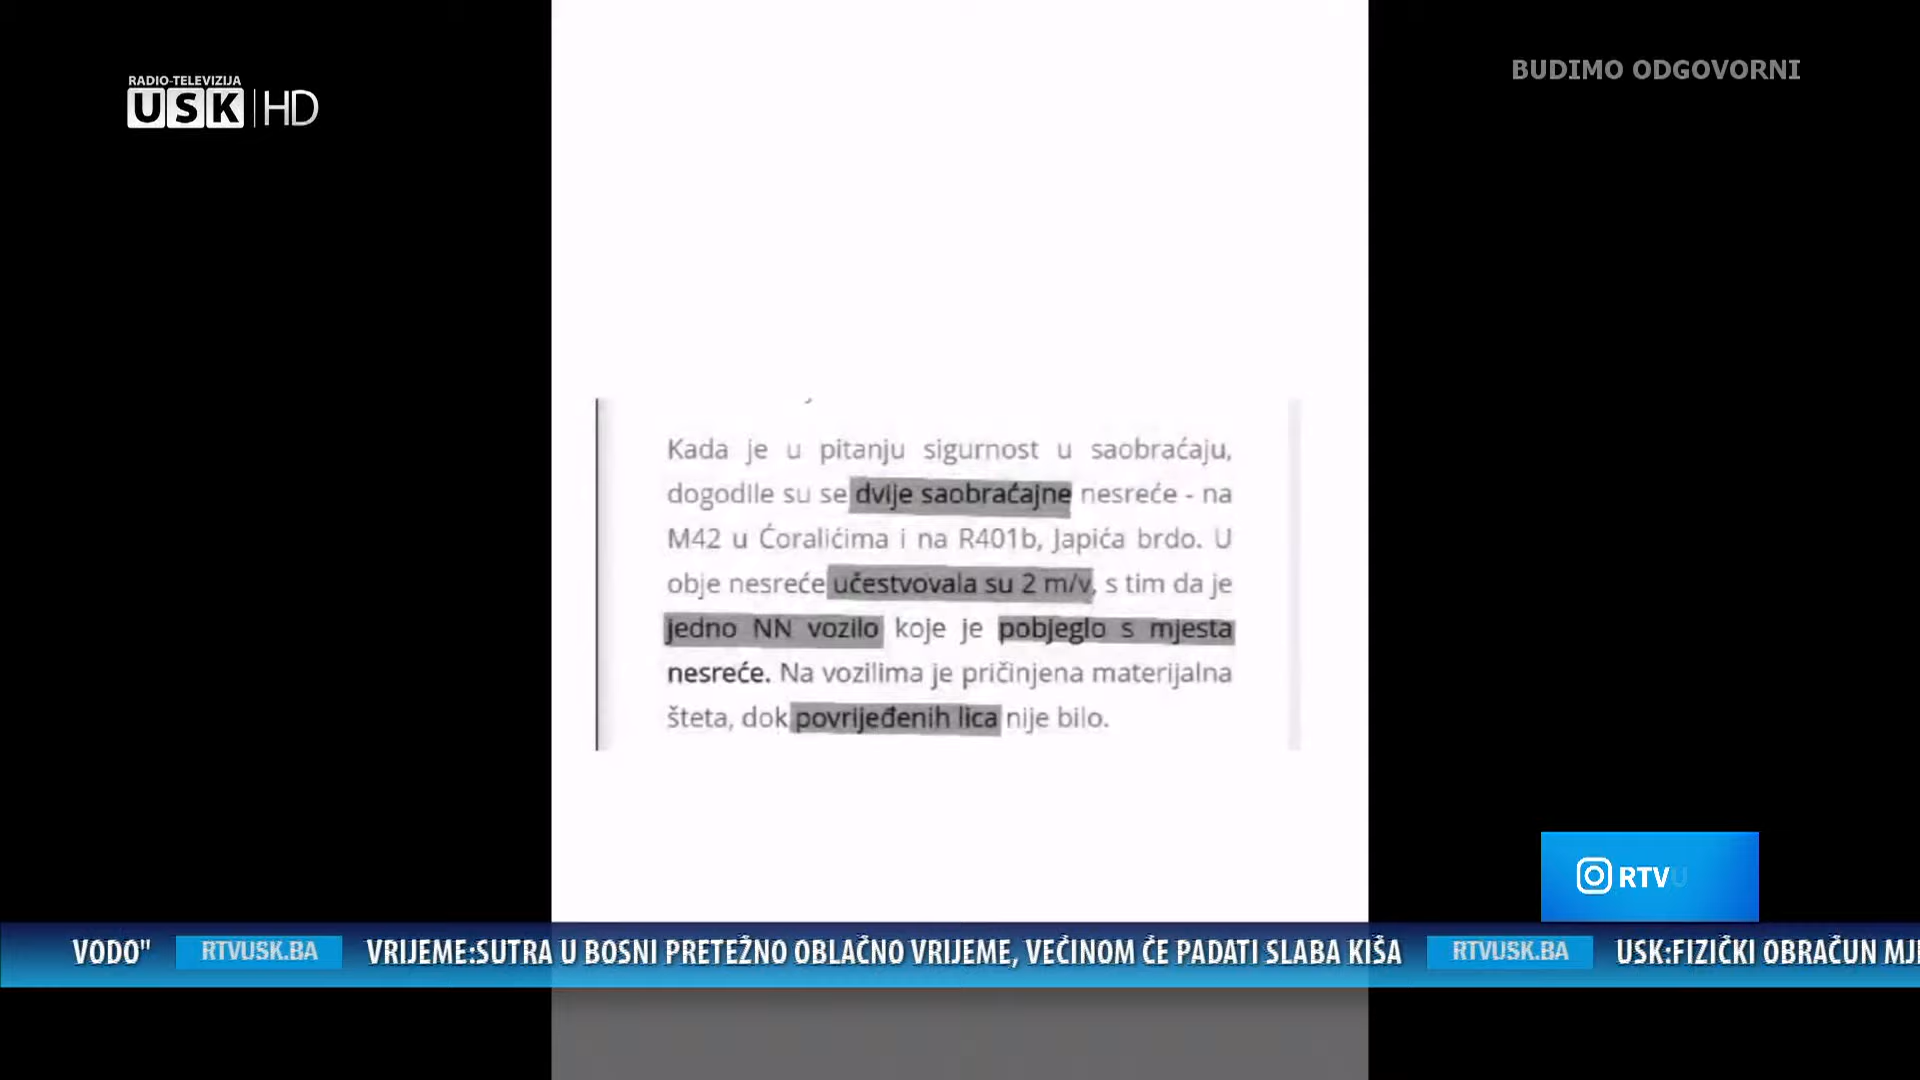 RADIO-TELEVIZIJA
USK HD
BUDIMO ODGOVORNI
Kada je u pitanju sigurnost u saobraćaju,
dogodile su se dvije saobraćajne nesreće - na
M42 u Ćoralićima i na R401b, Japića brdo. U
obje nesreće učestvovala su 2 m/v, s tim da je
jedno NN vozilo koje je pobjeglo s mjesta
nesreće. Na vozilima je pričinjena materijalna
šteta, dok povrijeđenih lica nije bilo.
RTVU
VODO" RTVUSK.BA VRIJEME:SUTRA U BOSNI PRETEŽNO OBLAČNO VRIJEME, VEĆINOM ĆE PADATI SLABA KIŠA RTVUSK.BA USK:FIZIČKI OBRAČUN MJE